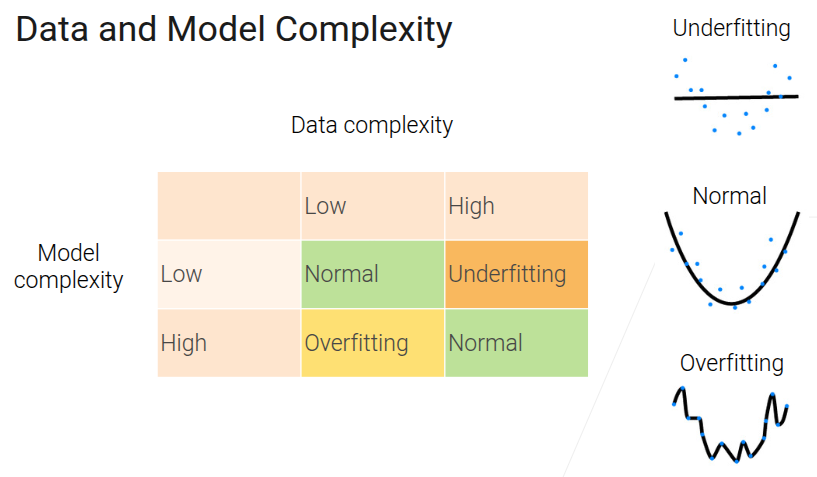 Data and Model Complexity
Underfitting
Data complexity
Normal
Low High
Model
complexity
Low Normal Underfitting
High Overfitting Normal
Overfitting